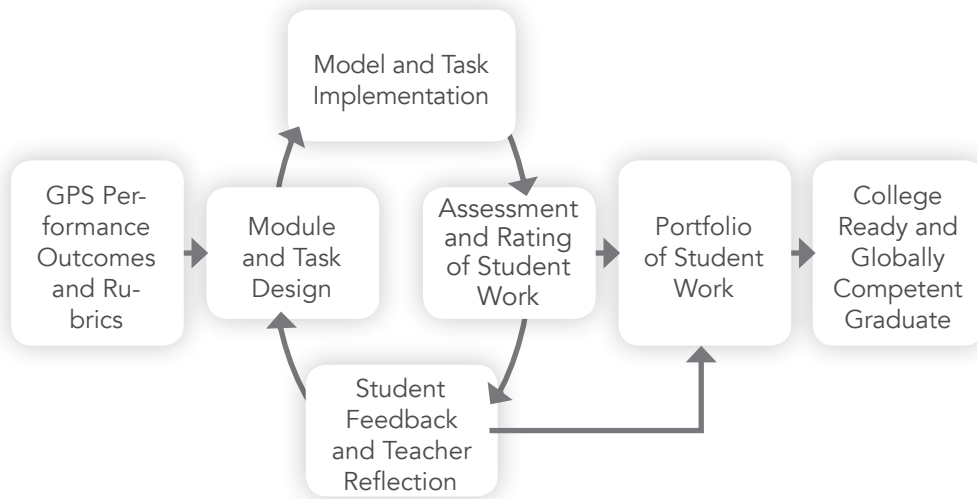 Model and Task
Implementation
GPS Per-
formance
Outcomes
and Ru-
brics
Module
and Task
Design
Assessment
and Rating
of Student
Work
Portfolio
of Student
Work
College
Ready and
Globally
Competent
Graduate
Student
Feedback
and Teacher
Reflection